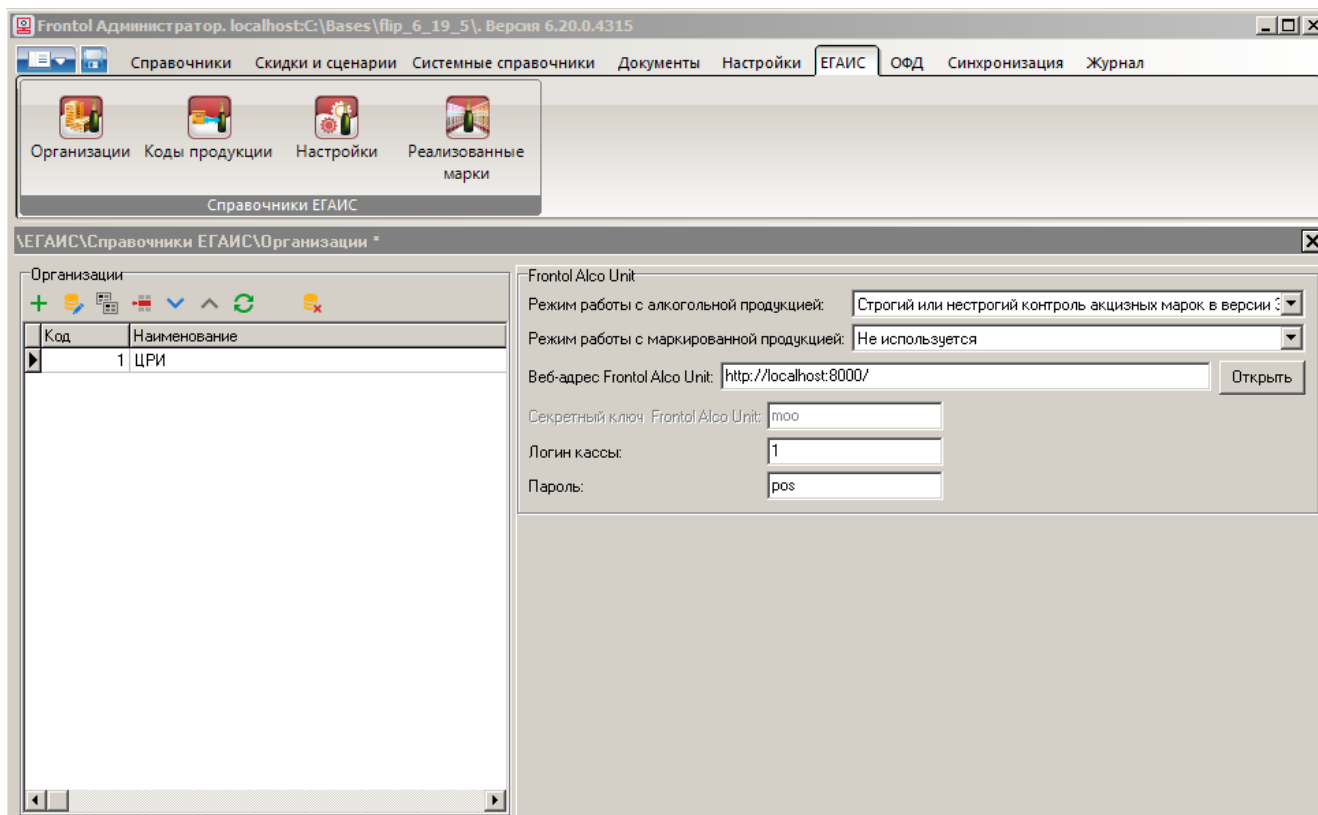 Frontol Администратор. localhost:C:\Bases\flip_6_19_5\. Версия 6.20.0.4315
Справочники Скидки и сценарии Системные справочники Документы Настройки ЕГАИС ОФД Синхронизация Журнал
Организации Коды продукции Настройки Реализованные
марки
Справочники ЕГАИС
\ЕГАИС\Справочники ЕГАИС\Организации *
Организации
Код Наименование
1 ЦРИ
Frontol Alco Unit
Режим работы с алкогольной продукцией: Строгий или нестрогий контроль акцизных марок в версии
Режим работы с маркированной продукцией: Не используется
Веб-адрес Frontol Alco Unit: http://localhost:8000/ Открыть
Секретный ключ Frontol Alco Unit: moo
Логин кассы: 1
Пароль: pos